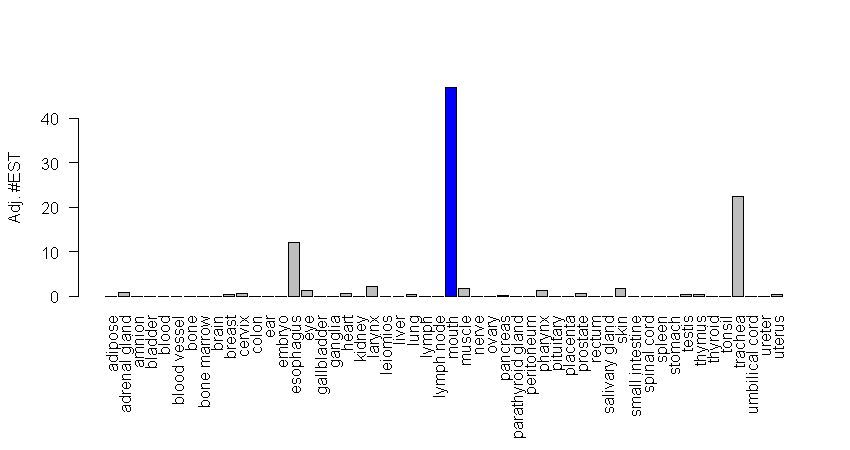 Adj. #EST
40
30
20
10
0
adipose
adrenal gland
amnion
bladder
blood
blood vessel
bone
bone marrow
brain
breast
cervix
colon
ear
embryo
esophagus
eye
gallbladder
ganglia
heart
kidney
larynx
leiomios
liver
lung
lymph
lymph node
mouth
muscle
nerve
ovary
pancreas
parathyroid gland
peritoneum
pharynx
pituitary
placenta
prostate
rectum
salivary gland
skin
small intestine
spinal cord
spleen
stomach
testis
thymus
thyroid
tonsil
trachea
umbilical cord
ureter
uterus